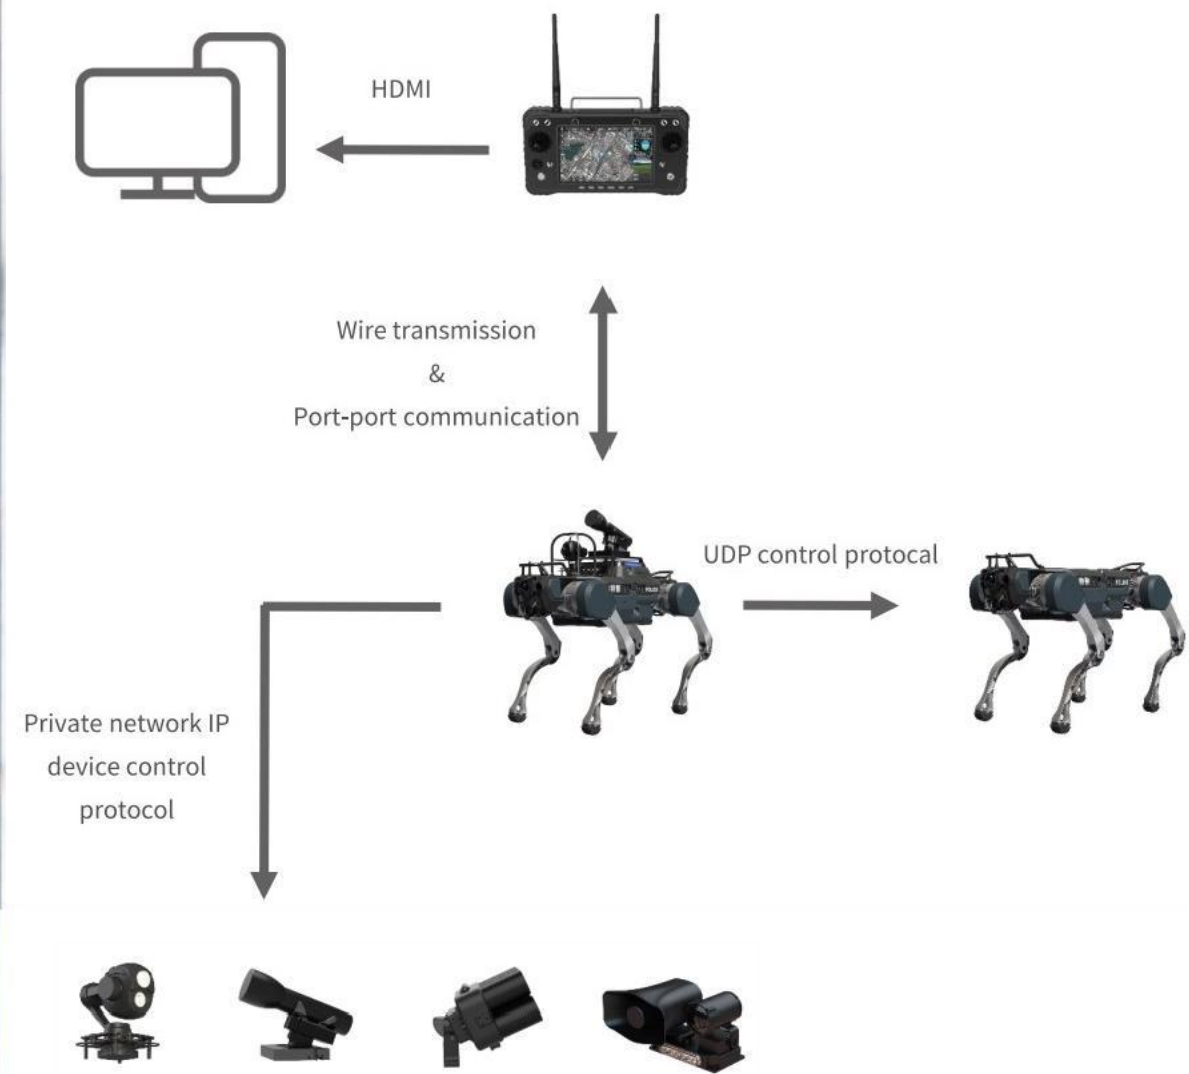 HDMI
Wire transmission
&
Port-port communication
UDP control protocal
Private network IP
device control
protocol